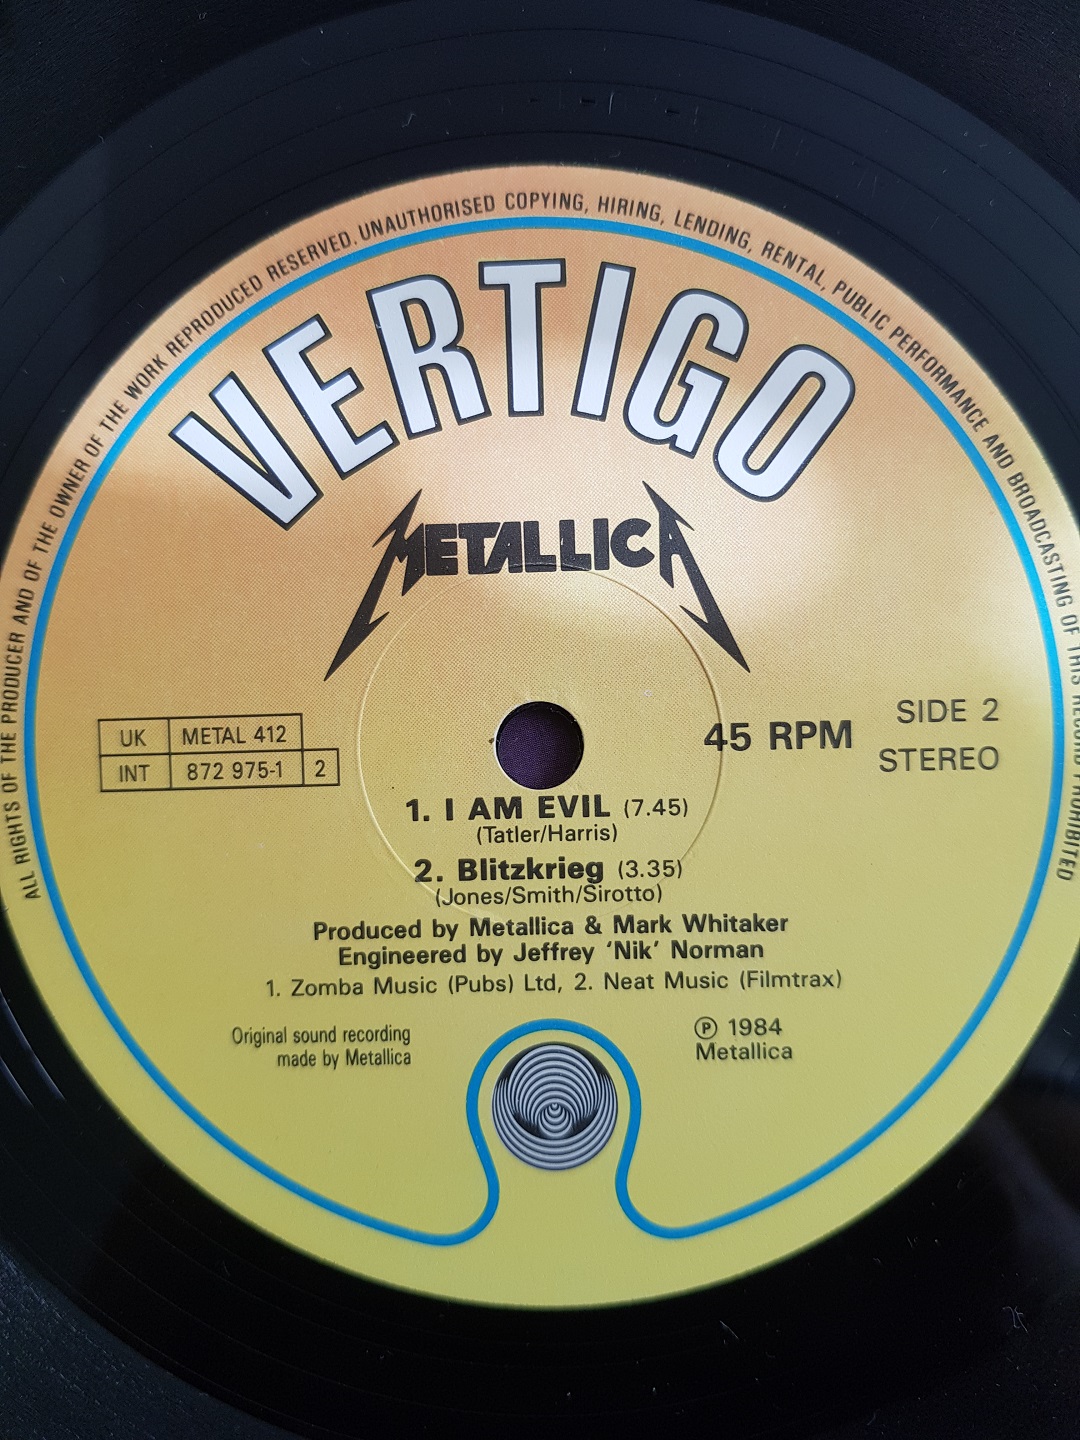 ALL RIGHTS OF THE PRODUCER AND OF THE OWNER OF THE WORK REPRODUCED RESERVED. UNAUTHORISED COPYING, HIRING, LENDING, RENTAL, PUBLIC PERFORMANCE AND BROADCASTING OF THIS RECORD PROHIBITED
VERTIGO
METALLICA
UK METAL 412
INT 872 975-1 2
45 RPM
SIDE 2
STEREO
1. I AM EVIL (7.45)
(Tatler/Harris)
2. Blitzkrieg (3.35)
(Jones/Smith/Sirotto)
Produced by Metallica & Mark Whitaker
Engineered by Jeffrey ‘Nik’ Norman
1. Zomba Music (Pubs) Ltd, 2. Neat Music (Filmtrax)
Original sound recording
made by Metallica
℗ 1984
Metallica